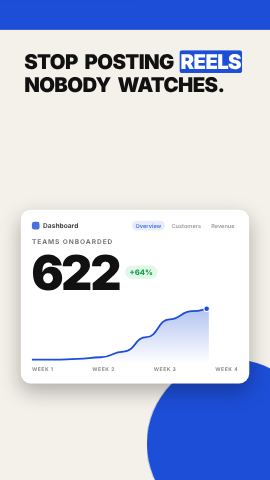 STOP POSTING REELS
NOBODY WATCHES.
Dashboard
Overview Customers Revenue
TEAMS ONBOARDED
622 +64%
WEEK 1 WEEK 2 WEEK 3 WEEK 4